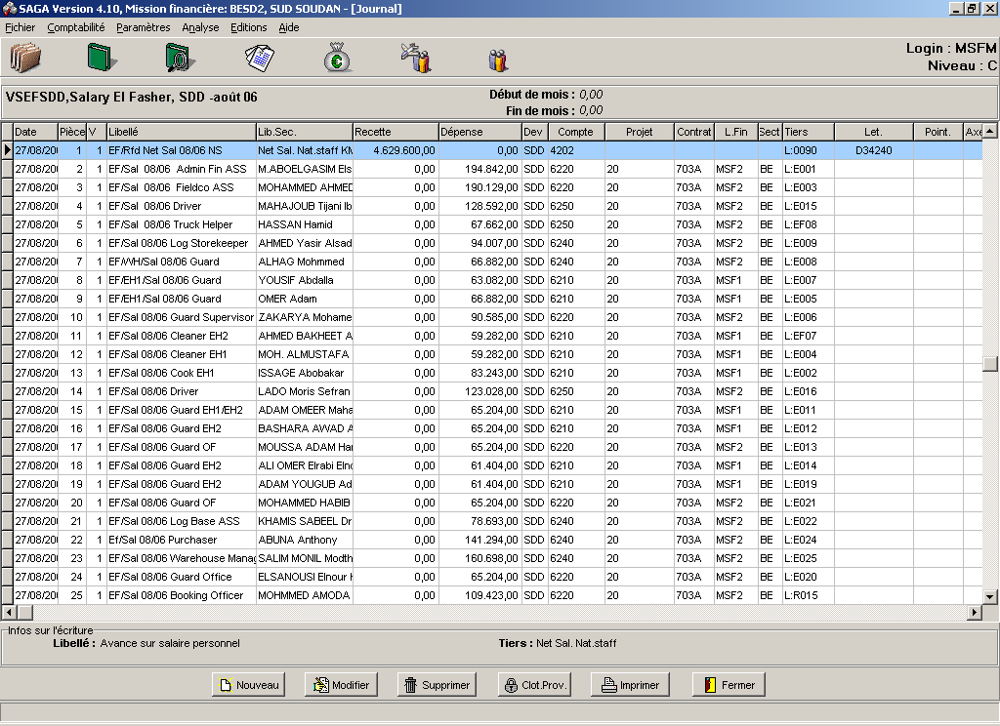 SAGA Version 4.10, Mission financière: BESD2, SUD SOUDAN - [Journal]
Fichier Comptabilité Paramètres Analyse Editions Aide
Login : MSFM
Niveau : C
VSEFSDD,Salary El Fasher, SDD -août 06
Début de mois : 0,00
Fin de mois : 0,00
Date Pièce V Libellé Lib.Sec. Recette Dépense Dev Compte Projet Contrat L.Fin Sect Tiers Let. Point. Axe
27/08/20 1 1 EF/Rfd Net Sal 08/06 NS Net Sal. Nat.staff KM 4.629.600,00 0,00 SDD 4202 L:0090 D34240
27/08/20 2 1 EF/Sal 08/06 Admin Fin ASS M.ABOELGASIM Els 0,00 194.842,00 SDD 6220 20 703A MSF2 BE L:E001
27/08/20 3 1 EF/Sal 08/06 Fieldco ASS MOHAMMED AHMED 0,00 190.129,00 SDD 6220 20 703A MSF2 BE L:E003
27/08/20 4 1 EF/Sal 08/06 Driver MAHAJOUB Tijani Ib 0,00 128.592,00 SDD 6250 20 703A MSF2 BE L:E015
27/08/20 5 1 EF/Sal 08/06 Truck Helper HASSAN Hamid 0,00 67.662,00 SDD 6250 20 703A MSF2 BE L:EF08
27/08/20 6 1 EF/Sal 08/06 Log Storekeeper AHMED Yasir Alsad 0,00 94.007,00 SDD 6240 20 703A MSF2 BE L:E009
27/08/20 7 1 EF/WH/Sal 08/06 Guard ALHAG Mohmmed 0,00 66.882,00 SDD 6240 20 703A MSF2 BE L:E008
27/08/20 8 1 EF/EH1/Sal 08/06 Guard YOUSIF Abdalla 0,00 63.082,00 SDD 6210 20 703A MSF1 BE L:E007
27/08/20 9 1 EF/EH1/Sal 08/06 Guard OMER Adam 0,00 66.882,00 SDD 6210 20 703A MSF1 BE L:E005
27/08/20 10 1 EF/Sal 08/06 Guard Supervisor ZAKARYA Mohame 0,00 90.585,00 SDD 6220 20 703A MSF2 BE L:E006
27/08/20 11 1 EF/Sal 08/06 Cleaner EH2 AHMED BAKHEET A 0,00 59.282,00 SDD 6210 20 703A MSF1 BE L:EF07
27/08/20 12 1 EF/Sal 08/06 Cleaner EH1 MOH. ALMUSTAFA 0,00 59.282,00 SDD 6210 20 703A MSF1 BE L:E004
27/08/20 13 1 EF/Sal 08/06 Cook EH1 ISSAGE Abobakar 0,00 83.243,00 SDD 6210 20 703A MSF1 BE L:E002
27/08/20 14 1 EF/Sal 08/06 Driver LADO Moris Sefran 0,00 123.028,00 SDD 6250 20 703A MSF2 BE L:E016
27/08/20 15 1 EF/Sal 08/06 Guard EH1/EH2 ADAM OMEER Maha 0,00 65.204,00 SDD 6210 20 703A MSF1 BE L:E011
27/08/20 16 1 EF/Sal 08/06 Guard EH2 BASHARA AWAD A 0,00 65.204,00 SDD 6210 20 703A MSF1 BE L:E012
27/08/20 17 1 EF/Sal 08/06 Guard OF MOUSSA ADAM Har 0,00 65.204,00 SDD 6220 20 703A MSF2 BE L:E013
27/08/20 18 1 EF/Sal 08/06 Guard EH2 ALI OMER Elrabi Elno 0,00 61.404,00 SDD 6210 20 703A MSF1 BE L:E014
27/08/20 19 1 EF/Sal 08/06 Guard EH2 ADAM YOUGUB Ad 0,00 61.404,00 SDD 6210 20 703A MSF1 BE L:E019
27/08/20 20 1 EF/Sal 08/06 Guard OF MOHAMMED HABIB 0,00 65.204,00 SDD 6220 20 703A MSF2 BE L:E021
27/08/20 21 1 EF/Sal 08/06 Log Base ASS KHAMIS SABEEL Dr 0,00 78.693,00 SDD 6240 20 703A MSF2 BE L:E022
27/08/20 22 1 Ef/Sal 08/06 Purchaser ABUNA Anthony 0,00 141.294,00 SDD 6240 20 703A MSF2 BE L:E024
27/08/20 23 1 EF/Sal 08/06 Warehouse Manag SALIM MONIL Modth 0,00 160.698,00 SDD 6240 20 703A MSF2 BE L:E025
27/08/20 24 1 EF/Sal 08/06 Guard Office ELSANOUSI Elnour 0,00 65.204,00 SDD 6220 20 703A MSF2 BE L:E020
27/08/20 25 1 EF/Sal 08/06 Booking Officer MOHMMED AMODA 0,00 109.423,00 SDD 6220 20 703A MSF2 BE L:R015
Infos sur l'écriture
Libellé : Avance sur salaire personnel Tiers : Net Sal. Nat.staff
Nouveau Modifier Supprimer Clot.Prov. Imprimer Fermer